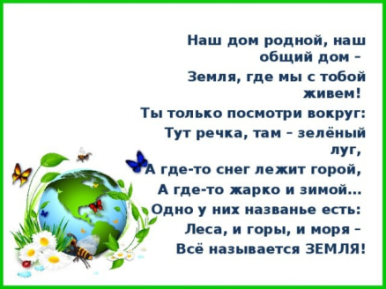 Наш дом родной, наш
общий дом –
Земля, где мы с тобой
живем!
Ты только посмотри вокруг:
Тут речка, там – зелёный
луг,
А где-то снег лежит горой,
А где-то жарко и зимой...
Одно у них названье есть:
Леса, и горы, и моря –
Всё называется ЗЕМЛЯ!